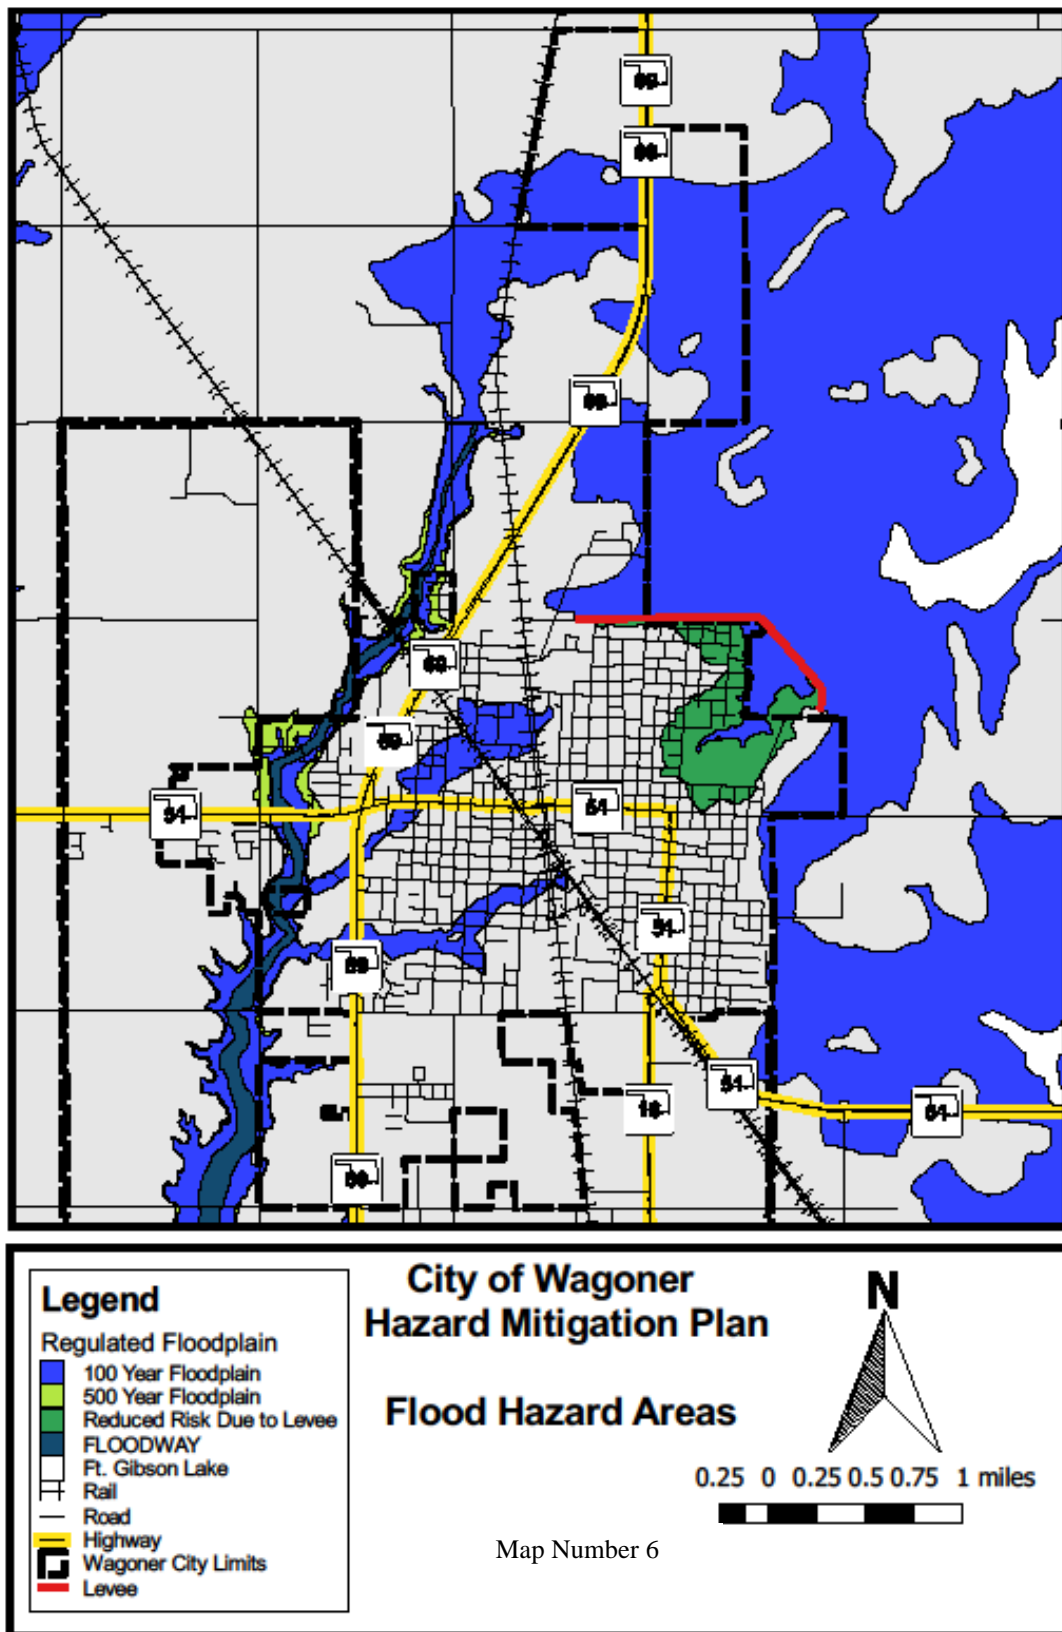 69
51
51
51
51
51
Legend
Regulated Floodplain
100 Year Floodplain
500 Year Floodplain
Reduced Risk Due to Levee
FLOODWAY
Ft. Gibson Lake
Rail
Road
Highway
Wagoner City Limits
Levee
City of Wagoner
Hazard Mitigation Plan
Flood Hazard Areas
N
0.25 0 0.25 0.5 0.75 1 miles
Map Number 6